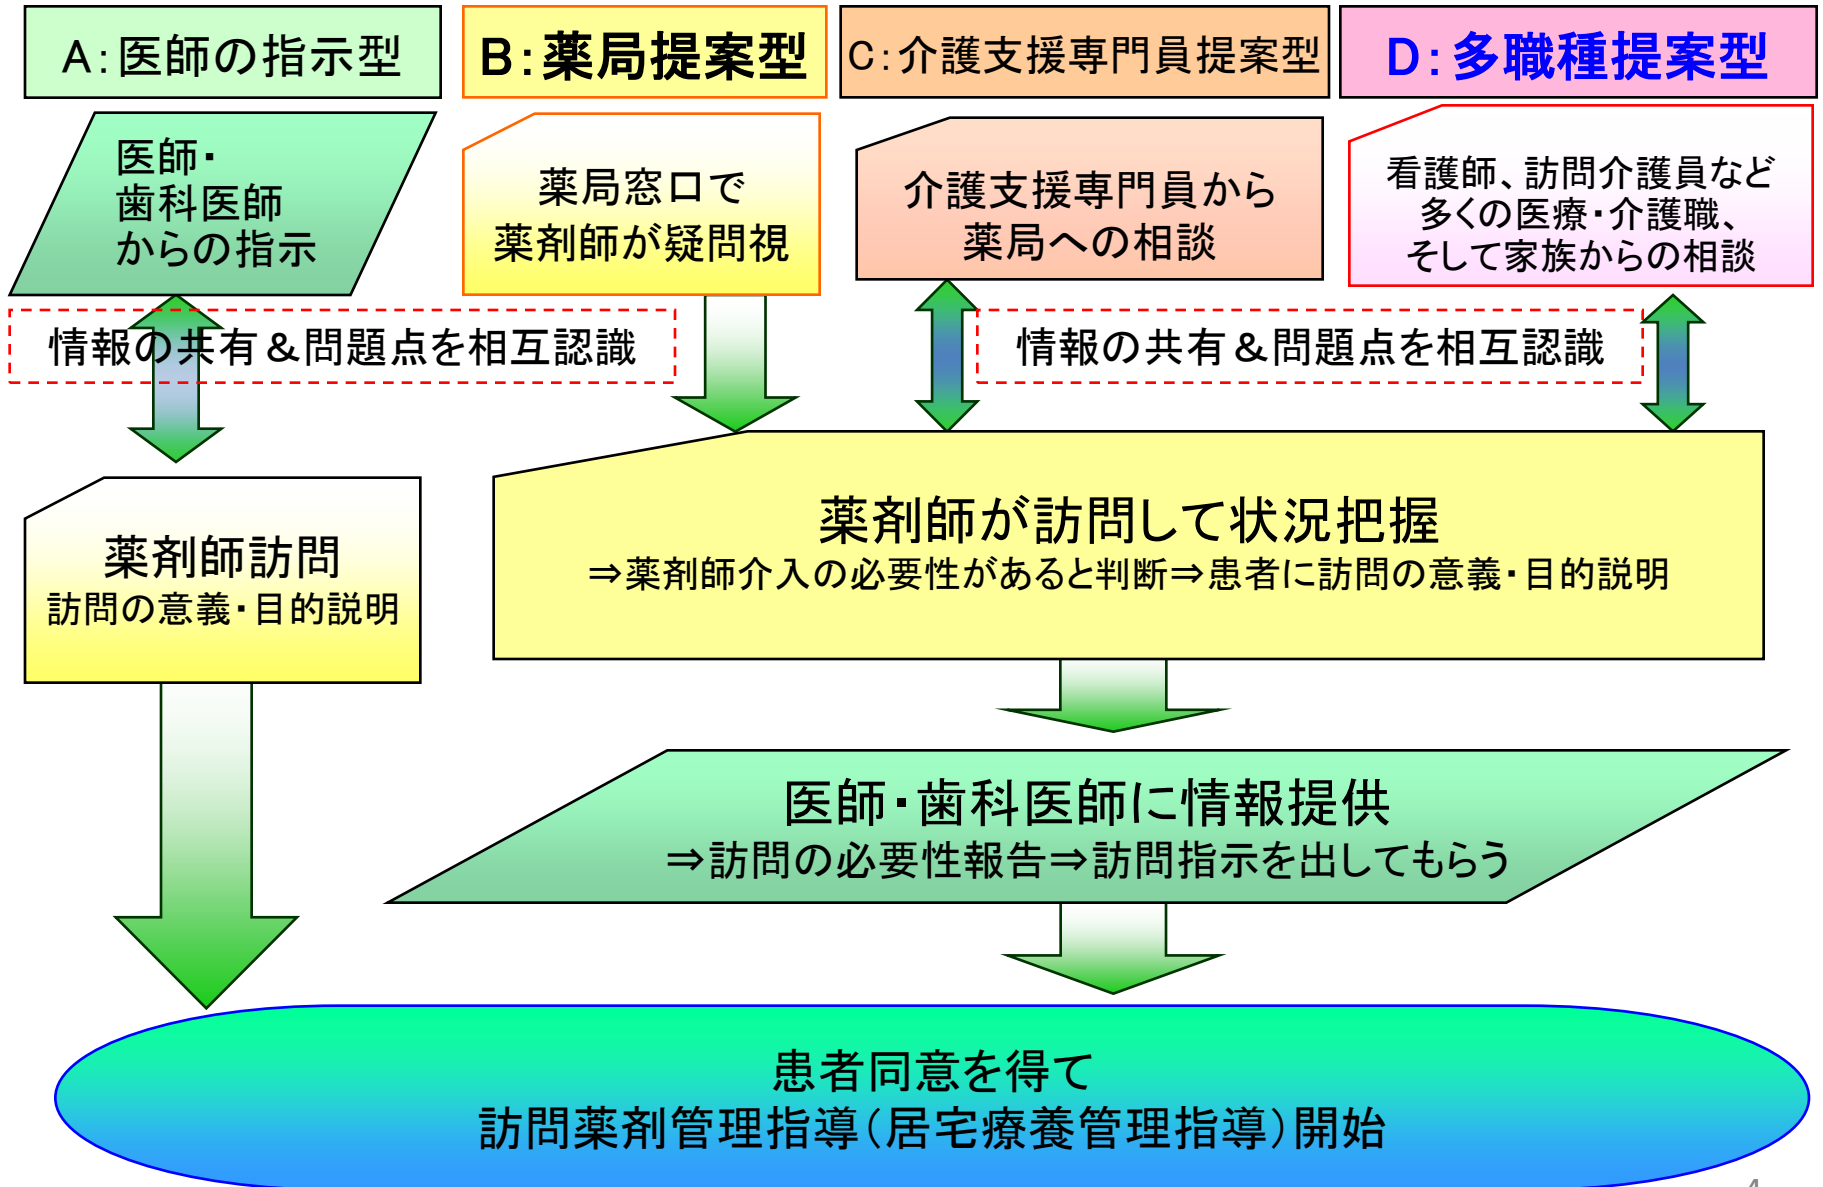 A:医師の指示型
B:薬局提案型
C:介護支援専門員提案型
D:多職種提案型
医師・
歯科医師
からの指示
薬局窓口で
薬剤師が疑問視
介護支援専門員から
薬局への相談
看護師、訪問介護員など
多くの医療・介護職、
そして家族からの相談
情報の共有&問題点を相互認識
情報の共有&問題点を相互認識
薬剤師訪問
訪問の意義・目的説明
薬剤師が訪問して状況把握
⇒薬剤師介入の必要性があると判断⇒患者に訪問の意義・目的説明
医師・歯科医師に情報提供
⇒訪問の必要性報告⇒訪問指示を出してもらう
患者同意を得て
訪問薬剤管理指導(居宅療養管理指導)開始
4